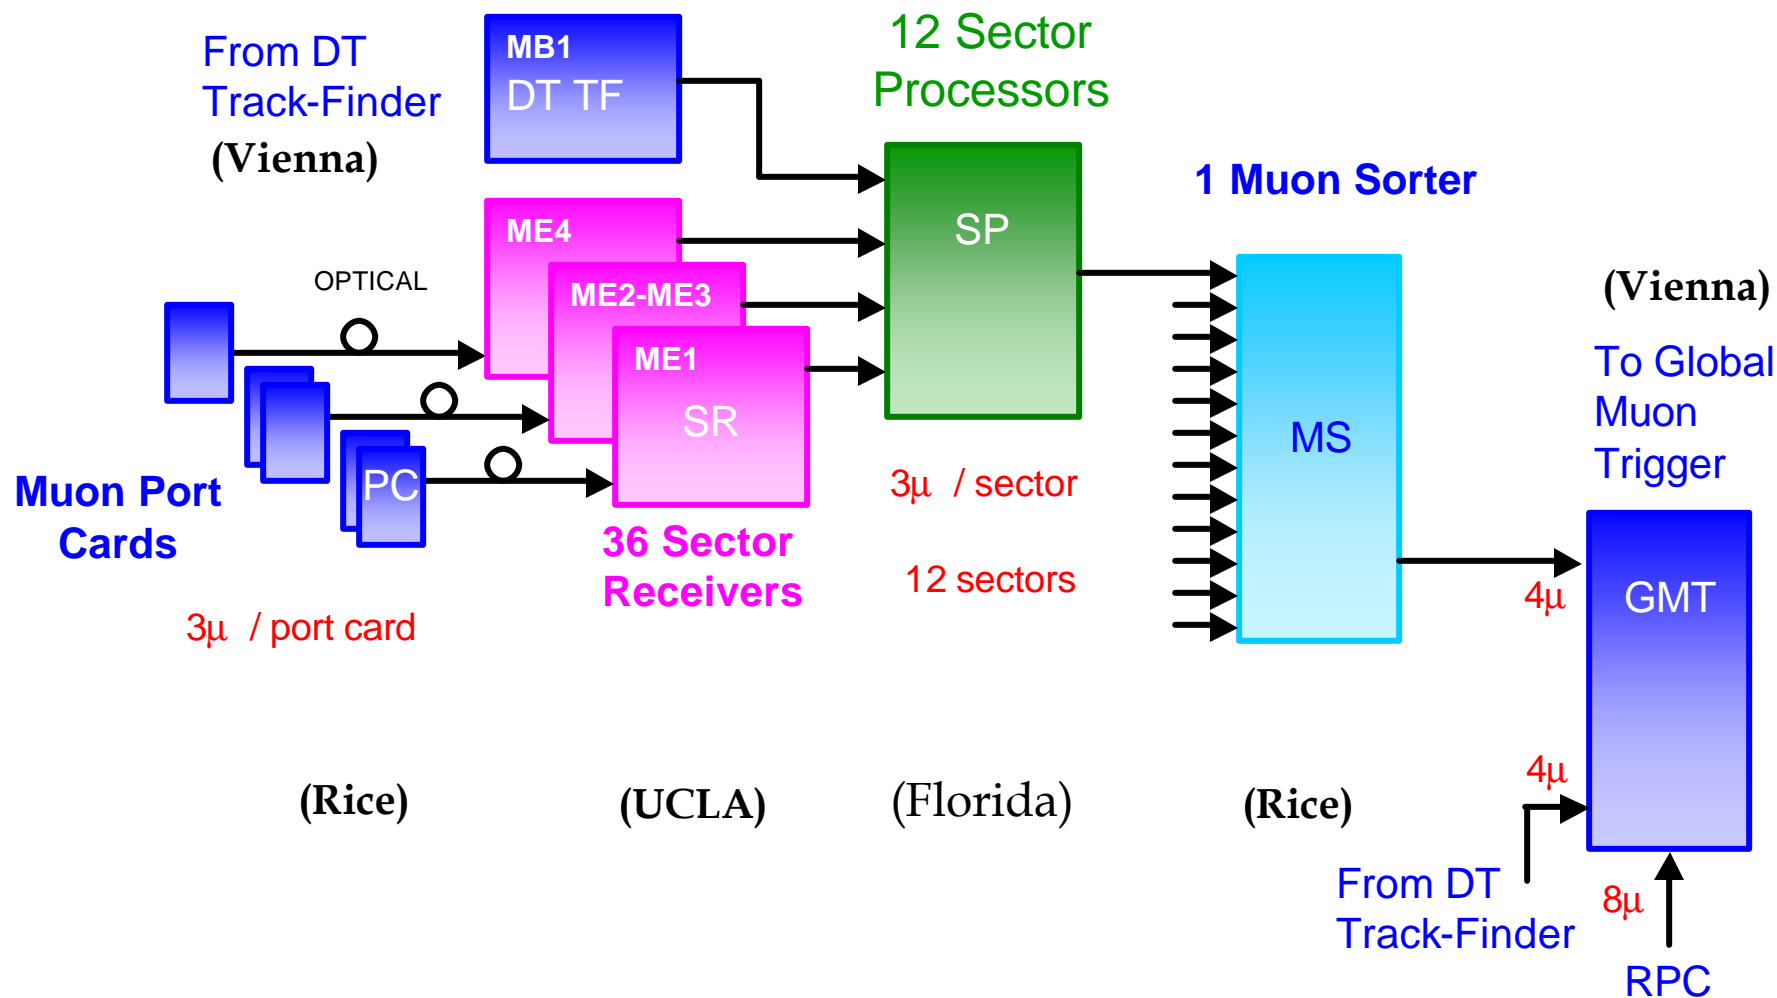 From DT
Track-Finder
(Vienna)
MB1
DT TF
12 Sector
Processors
ME4
ME2-ME3
ME1
SR
SP
1 Muon Sorter
OPTICAL
PC
Muon Port
Cards
3μ / port card
36 Sector
Receivers
3μ / sector
12 sectors
MS
(Vienna)
To Global
Muon
Trigger
4μ
GMT
4μ
(Rice)
(UCLA)
(Florida)
(Rice)
From DT
Track-Finder
8μ
RPC